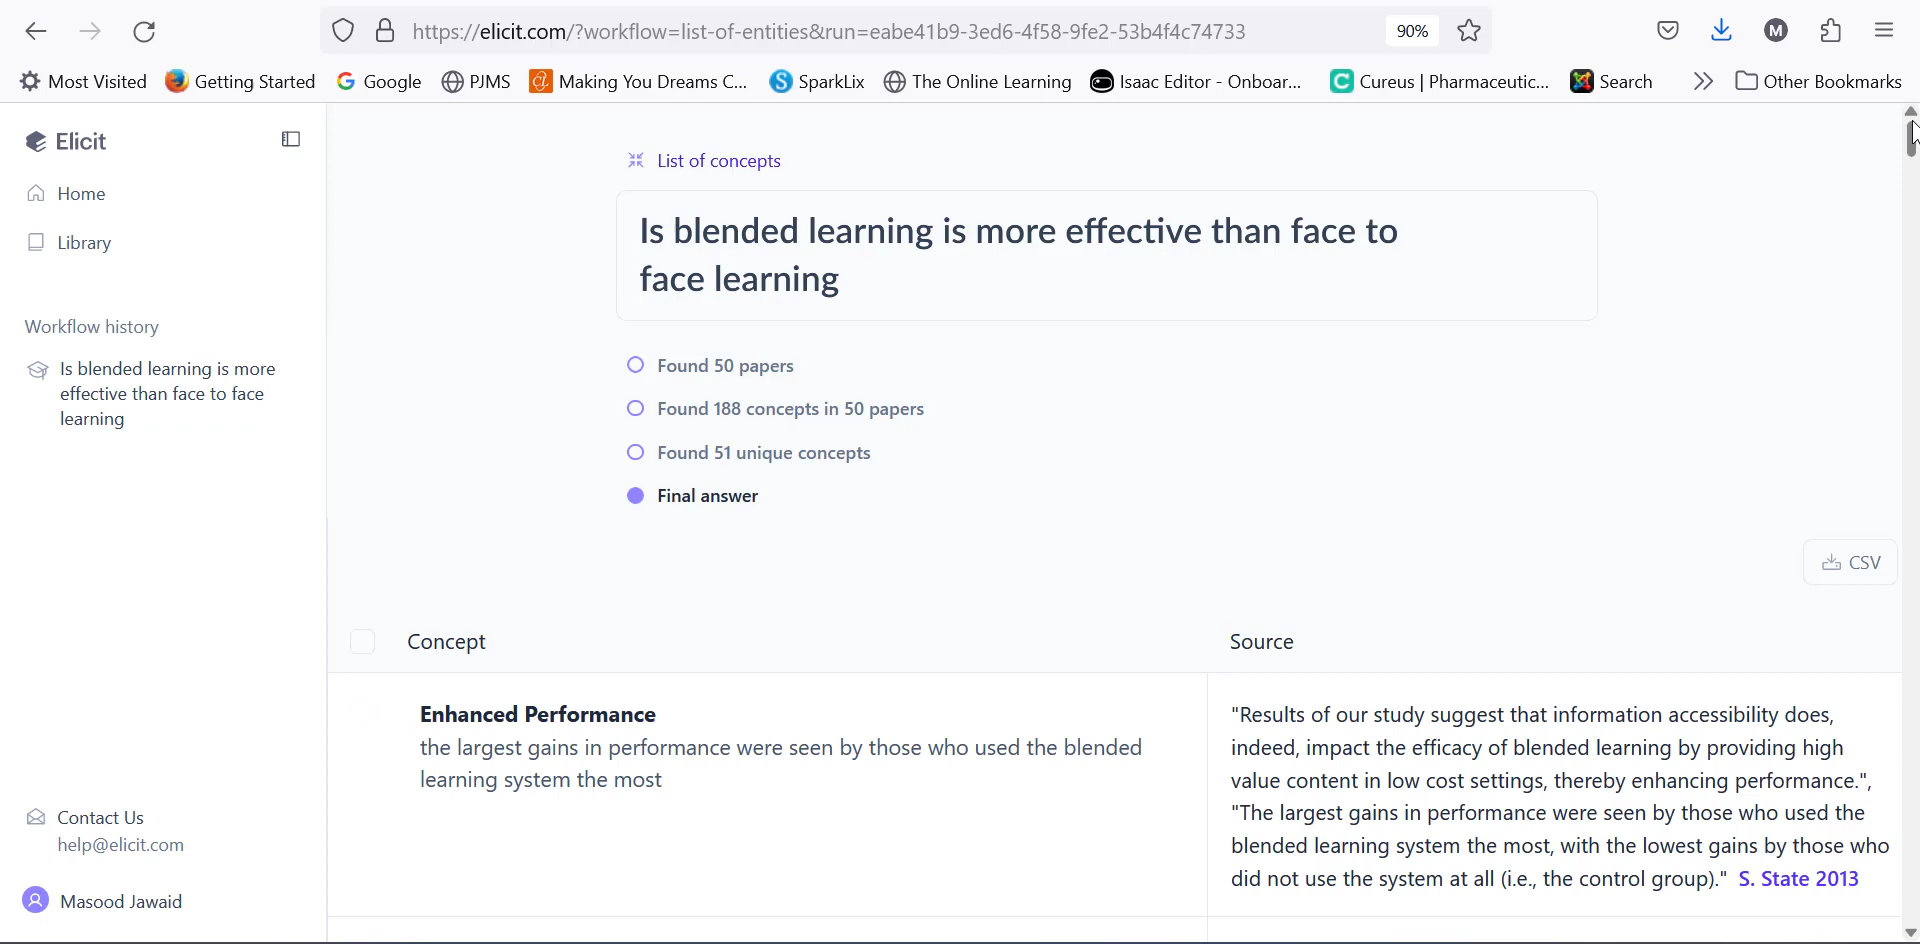 https://elicit.com/?workflow=list-of-entities&run=eabe41b9-3ed6-4f58-9fe2-53b4f4c74733
90%
M
Most Visited
Getting Started
Google
PJMS
Making You Dreams C...
SparkLix
The Online Learning
Isaac Editor - Onboar...
Cureus | Pharmaceutic...
Search
Other Bookmarks
Elicit
Home
Library
Workflow history
Is blended learning is more
effective than face to face
learning
Contact Us
help@elicit.com
Masood Jawaid
List of concepts
Is blended learning is more effective than face to
face learning
Found 50 papers
Found 188 concepts in 50 papers
Found 51 unique concepts
Final answer
CSV
Concept
Source
Enhanced Performance
the largest gains in performance were seen by those who used the blended
learning system the most
"Results of our study suggest that information accessibility does,
indeed, impact the efficacy of blended learning by providing high
value content in low cost settings, thereby enhancing performance.",
"The largest gains in performance were seen by those who used the
blended learning system the most, with the lowest gains by those who
did not use the system at all (i.e., the control group)." S. State 2013